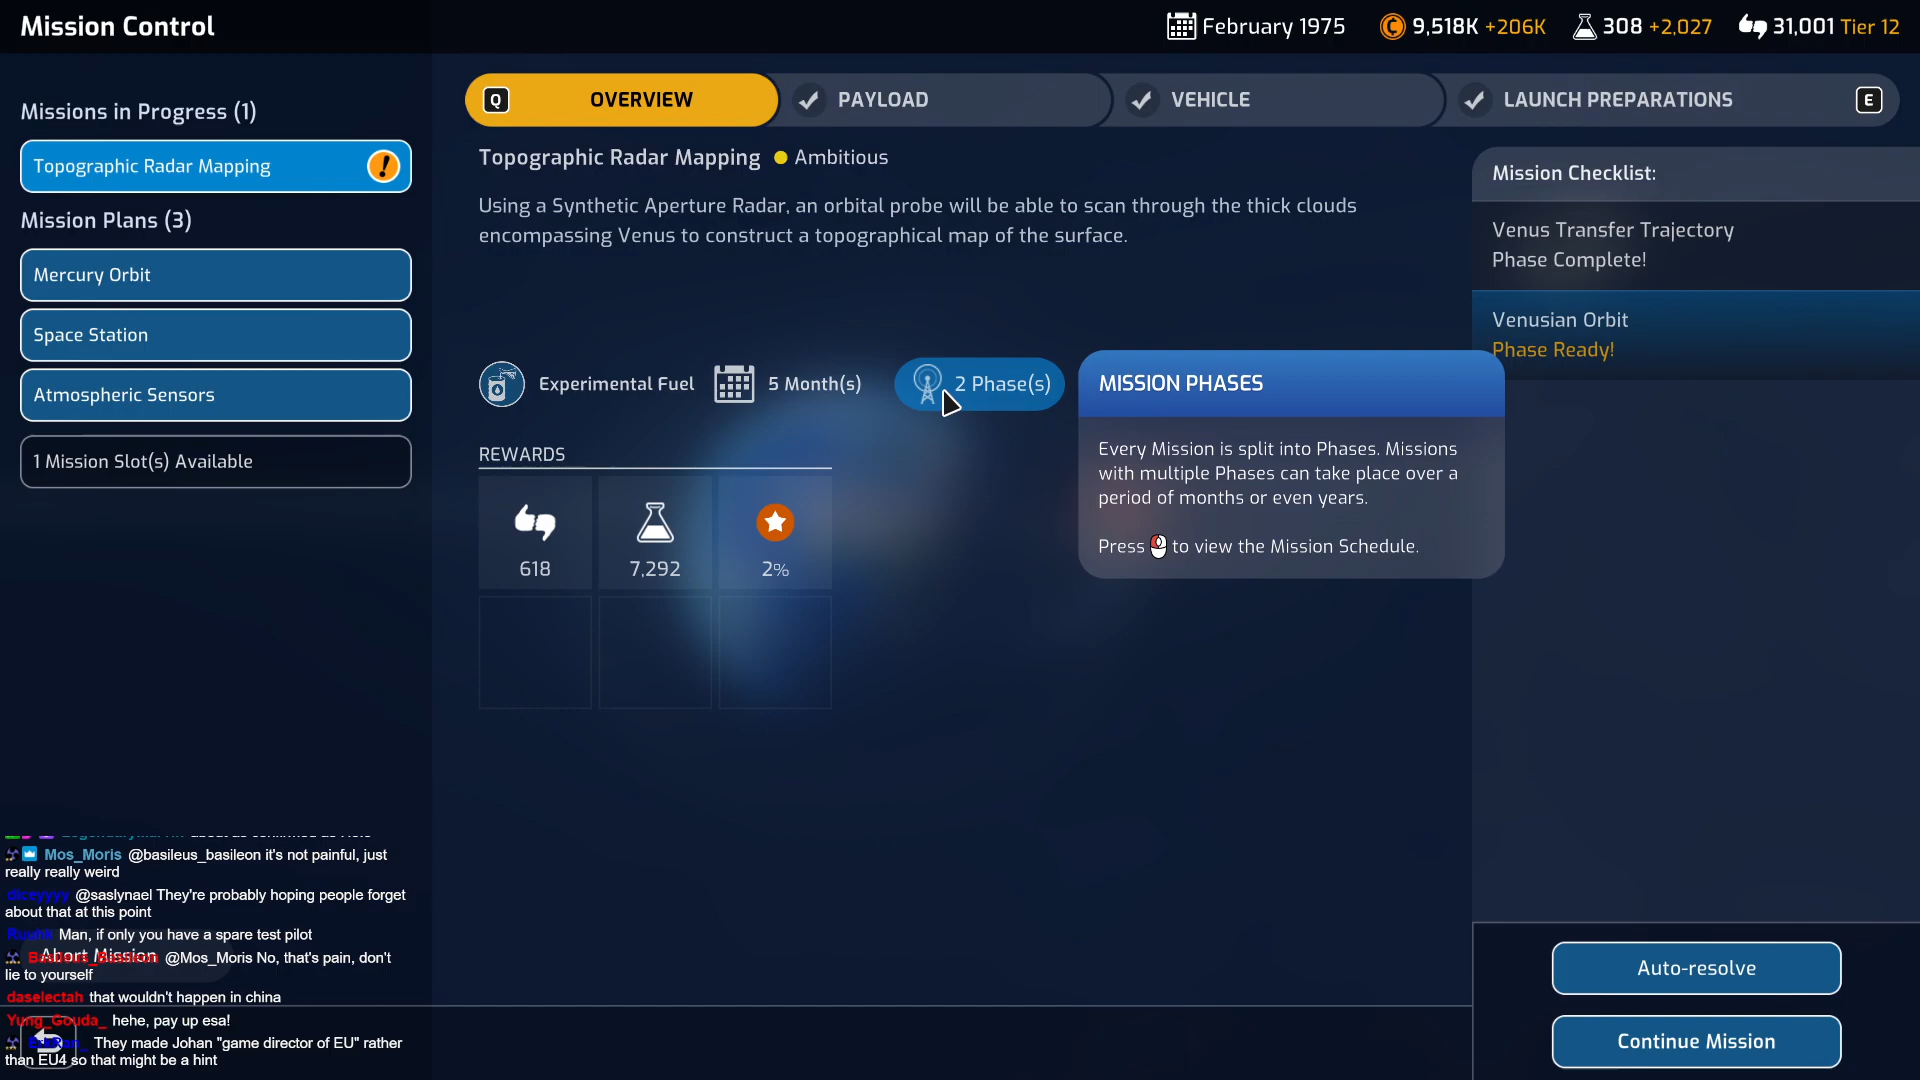 Mission Control
February 1975
9,518K +206K
308 +2,027
31,001 Tier 12
Missions in Progress (1)
Topographic Radar Mapping
Mission Plans (3)
Mercury Orbit
Space Station
Atmospheric Sensors
1 Mission Slot(s) Available
Q
OVERVIEW
PAYLOAD
VEHICLE
LAUNCH PREPARATIONS
E
Topographic Radar Mapping
Ambitious
Using a Synthetic Aperture Radar, an orbital probe will be able to scan through the thick clouds
encompassing Venus to construct a topographical map of the surface.
Experimental Fuel
5 Month(s)
2 Phase(s)
REWARDS
618
7,292
2%
MISSION PHASES
Every Mission is split into Phases. Missions
with multiple Phases can take place over a
period of months or even years.
Press to view the Mission Schedule.
Mission Checklist:
Venus Transfer Trajectory
Phase Complete!
Venusian Orbit
Phase Ready!
Mos_Moris @basileus_basileon it's not painful, just
really really weird
diceyyyy @saslynael They're probably hoping people forget
about that at this point
Man, if only you have a spare test pilot
Abort Mission
Basileus_Basileon @Mos_Moris No, that's pain, don't
lie to yourself
daselectah that wouldn't happen in china
Yung_Gouda_ hehe, pay up esa!
They made Johan "game director of EU" rather
than EU4 so that might be a hint
Auto-resolve
Continue Mission